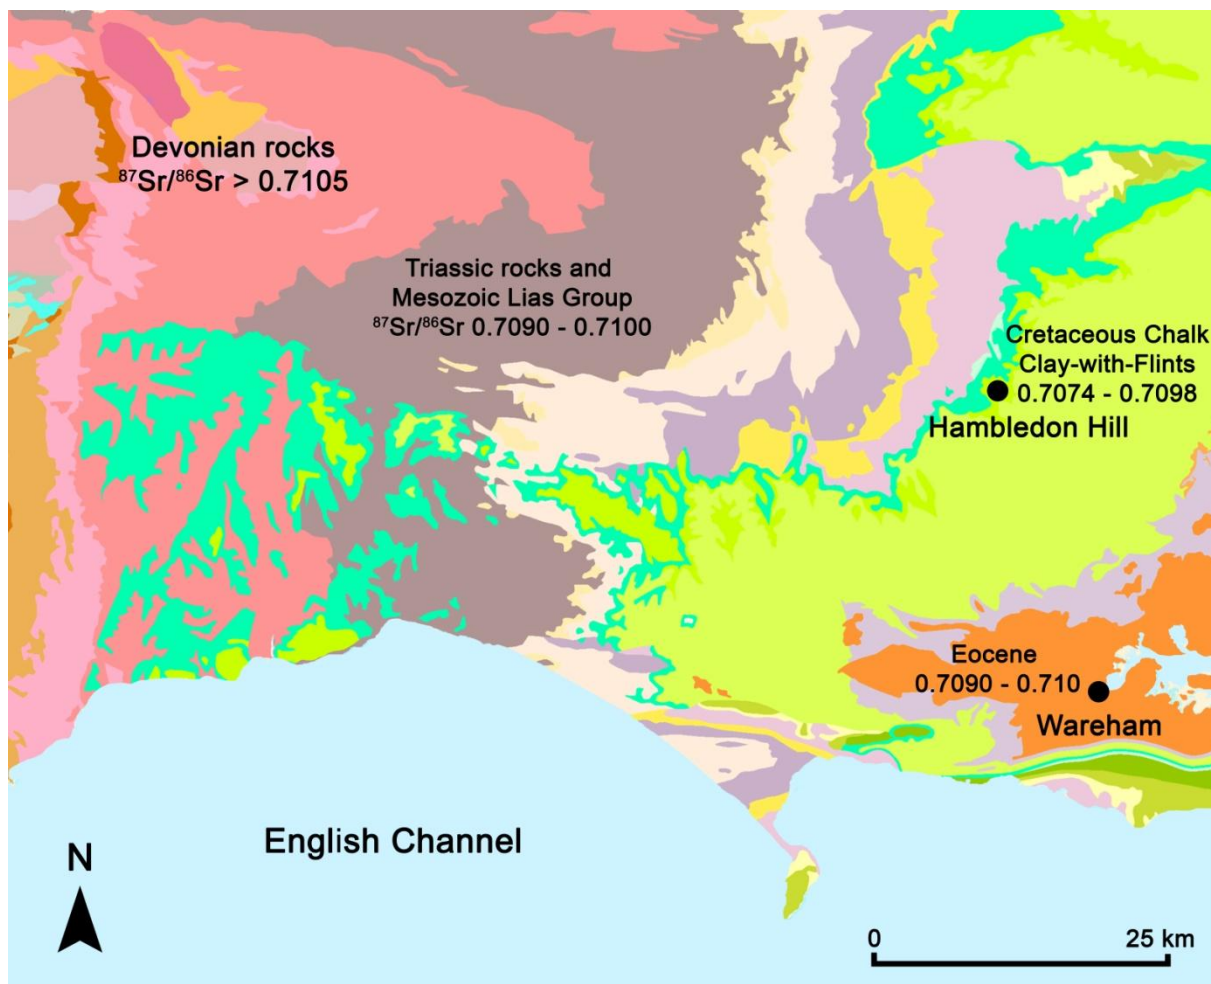 Devonian rocks
⁸⁷Sr/⁸⁶Sr > 0.7105
Triassic rocks and
Mesozoic Lias Group
⁸⁷Sr/⁸⁶Sr 0.7090 - 0.7100
Cretaceous Chalk
Clay-with-Flints
0.7074 - 0.7098
Hambledon Hill
Eocene
0.7090 - 0.710
Wareham
English Channel
N
0 25 km